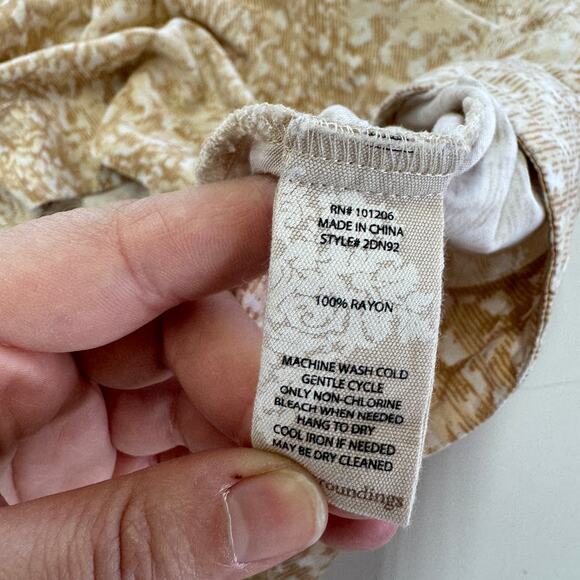 RN# 101206
MADE IN CHINA
STYLE# 2DN92
100% RAYON
MACHINE WASH COLD
GENTLE CYCLE
ONLY NON-CHLORINE
BLEACH WHEN NEEDED
HANG TO DRY
COOL IRON IF NEEDED
MAY BE DRY CLEANED
roundings